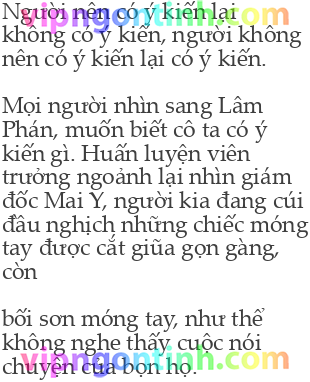 Người nên có ý kiến lại
không có ý kiến, người không
nên có ý kiến lại có ý kiến.
Mọi người nhìn sang Lâm
Phán, muốn biết cô ta có ý
kiến gì. Huấn luyện viên
trưởng ngoảnh lại nhìn giám
đốc Mai Y, người kia đang cúi
đầu nghịch những chiếc móng
tay được cắt giũa gọn gàng,
còn
bối sơn móng tay, như thể
không nghe thấy cuộc nói
chuyện của bọn họ.
vipngontinh.com
vipngontinh.com